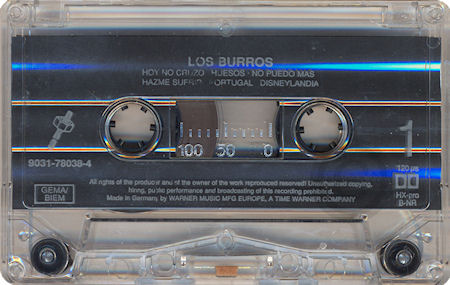 LOS BURROS
HOY NO CRUZO · HUESOS · NO PUEDO MAS
HAZME SUFRIR · PORTUGAL · DISNEYLANDIA
1
100 50 0
9031-78038-4
120 µs
GEMA/
BIEM
All rights of the producer and of the owner of the work reproduced reserved! Unauthorized copying,
hiring, public performance and broadcasting of this recording prohibited.
Made in Germany by WARNER MUSIC MFG EUROPE, A TIME WARNER COMPANY
HX-pro
B-NR